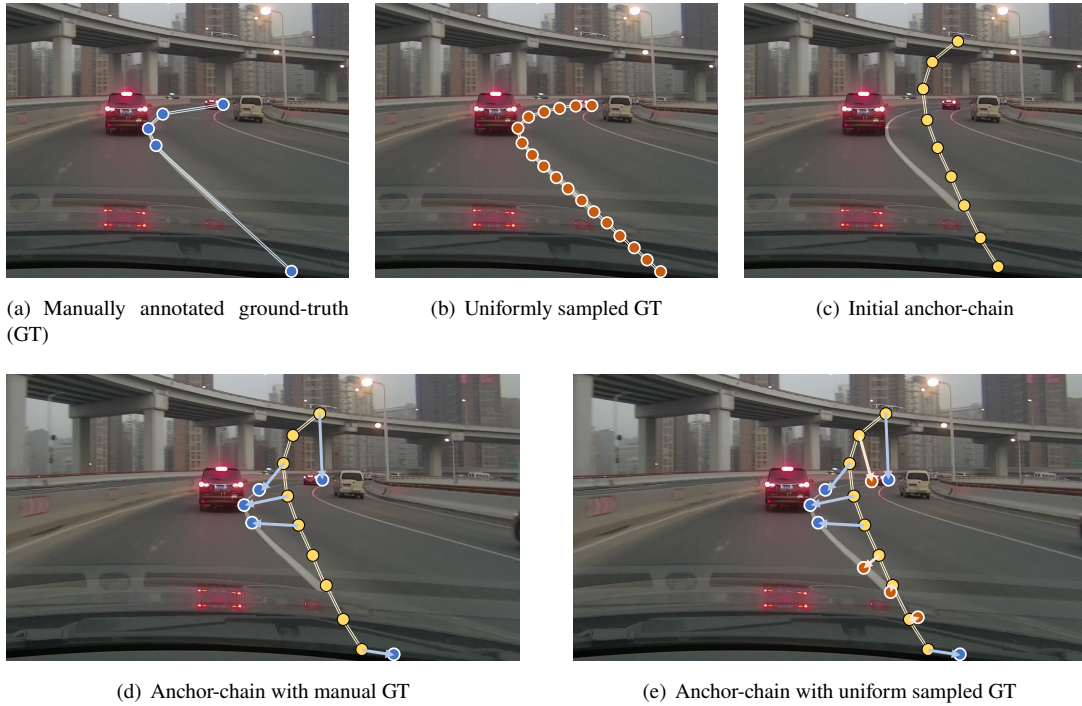 (a) Manually annotated ground-truth
(GT)
(b) Uniformly sampled GT
(c) Initial anchor-chain
(d) Anchor-chain with manual GT
(e) Anchor-chain with uniform sampled GT